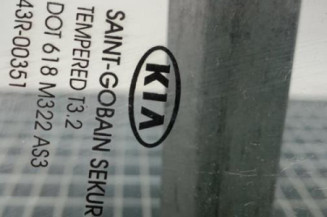 KIA
SAINT-GOBAIN SEKUR
TEMPERED T3.2
DOT 618 M322 AS3
43R-00351